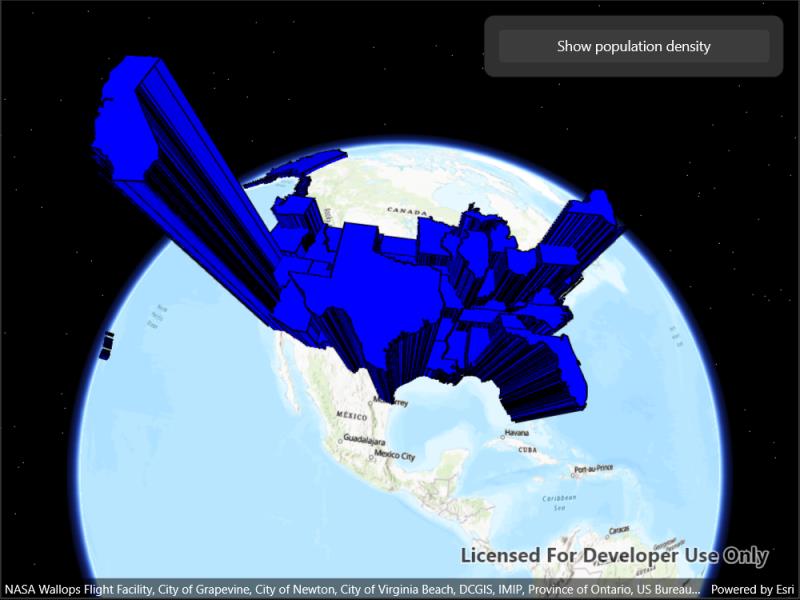 Show population density
CANADA
MÉXICO
Guadalajara
Mexico City
Havana
CUBA
Port-au-Prince
Caribbean
Sea
Caracas
Licensed For Developer Use Only
NASA Wallops Flight Facility, City of Grapevine, City of Newton, City of Virginia Beach, DCGIS, IMIP, Province of Ontario, US Bureau... Powered by Esri